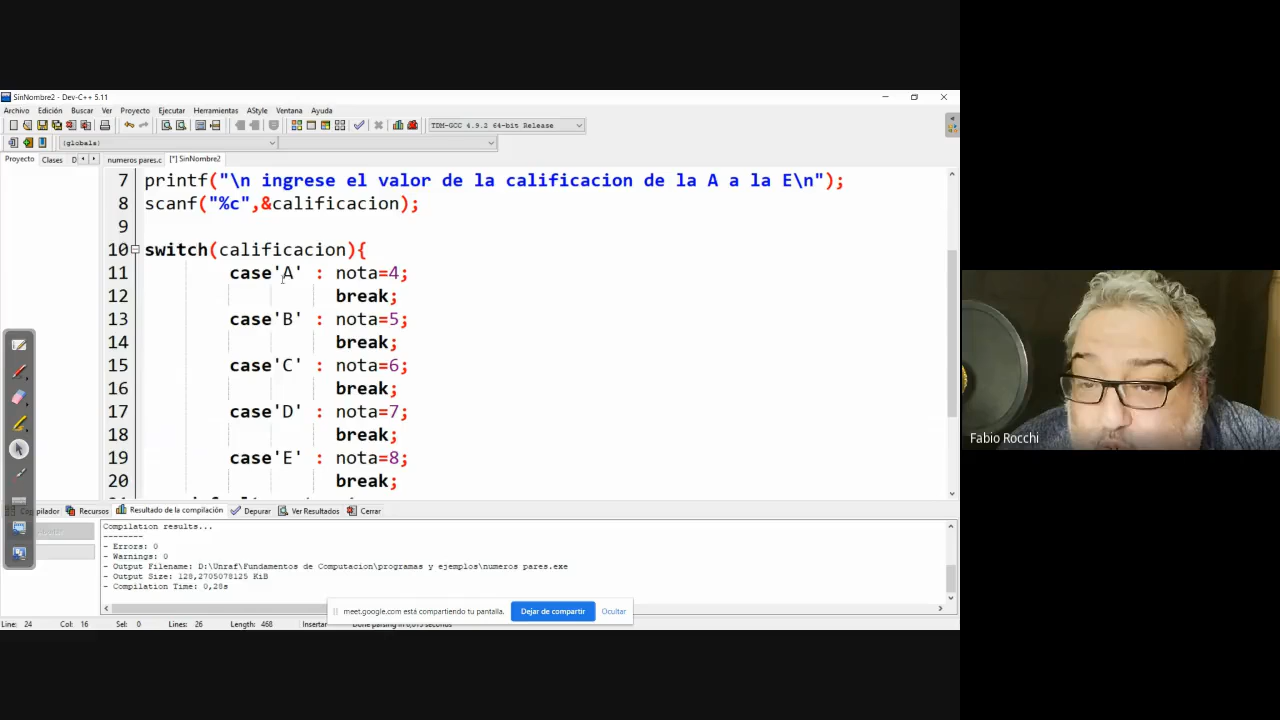 SinNombre2 - Dev-C++ 5.11
Archivo Edición Buscar Ver Proyecto Ejecutar Herramientas AStyle Ventana Ayuda
TDM-GCC 4.9.2 64-bit Release
(globals)
Proyecto Clases D numeros pares.c [*] SinNombre2
7 printf("\n ingrese el valor de la calificacion de la A a la E\n");
8 scanf("%c",&calificacion);
9
10 switch(calificacion){
11 case'A' : nota=4;
12 break;
13 case'B' : nota=5;
14 break;
15 case'C' : nota=6;
16 break;
17 case'D' : nota=7;
18 break;
19 case'E' : nota=8;
20 break;
Recursos Resultado de la compilación Depurar Ver Resultados Cerrar
Compilation results...
--------
- Errors: 0
- Warnings: 0
- Output Filename: D:\Unraf\Fundamentos de Computacion\programas y ejemplos\numeros pares.exe
- Output Size: 128,2705078125 KiB
- Compilation Time: 0,28s
meet.google.com está compartiendo tu pantalla. Dejar de compartir Ocultar
Line: 24 Col: 16 Sel: 0 Lines: 26 Length: 468 Insertar
Fabio Rocchi